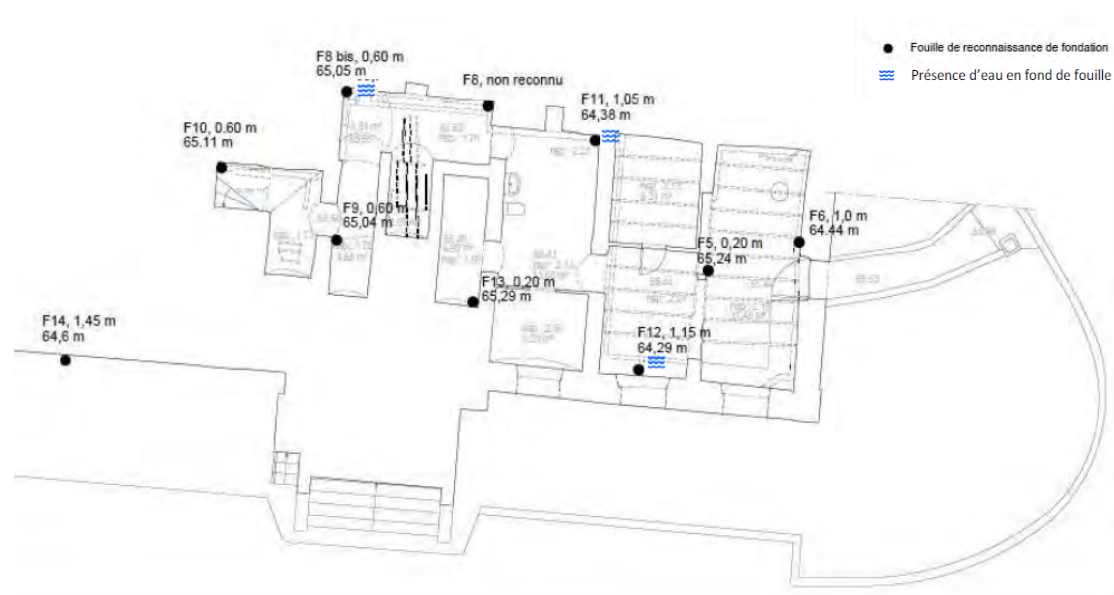 Fouille de reconnaissance de fondation
Présence d'eau en fond de fouille
F8 bis, 0,60 m
65,05 m
F8, non reconnu
F11, 1,05 m
64,38 m
F10, 0,60 m
65.11 m
F9, 0,60 m
65,04 m
F6, 1,0 m
64.44 m
F5, 0,20 m
65,24 m
F13, 0,20 m
65,29 m
F14, 1,45 m
64,6 m
F12, 1,15 m
64,29 m